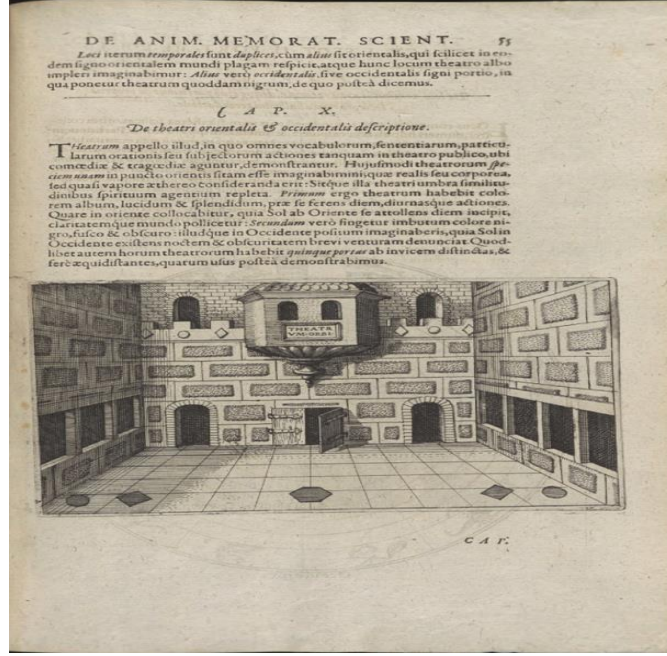 DE ANIM. MEMORAT. SCIENT. 55
Loci iterum temporales sunt duplices, cùm alius sit orientalis, qui scilicet in eo-
dem signo orientalem mundi plagam respicit, atque hunc locum theatro albo
impleri imaginabimur: Alius verò occidentalis, sive occidentalis signi portio, in
qua ponetur theatrum quoddam nigrum, de quo posteà dicemus.
CAP. X.
De theatri orientalis & occidentalis descriptione.
THeatrum appello illud, in quo omnes vocabulorum, sententiarum, particu-
larum orationis seu subjectorum actiones tanquam in theatro publico, ubi
comœdiæ & tragœdiæ aguntur, demonstrantur. Hujusmodi theatrorum spe-
ciem unam in puncto orientis sitam esse imaginabimini, quæ realis seu corporea,
sed quasi vapore æthereo consideranda erit: Sitque illa theatri umbra similitu-
dinibus spirituum agentium repleta. Primum ergo theatrum habebit colo-
rem album, lucidum & splendidum, præ se ferens diem, diurnasque actiones.
Quare in oriente collocabitur, quia Sol ab Oriente se attollens diem incipit,
claritatemque mundo pollicetur: Secundum verò fingetur imbutum colore ni-
gro, fusco & obscuro: illudque in Occidente positum imaginaberis, quia Sol in
Occidente existens noctem & obscuritatem brevi venturam denunciat. Quod-
libet autem horum theatrorum habebit quinque portas ab invicem distinctas, &
ferè æquidistantes, quarum usus posteà demonstrabimus.
THEATR
VM ORBI
CAP.